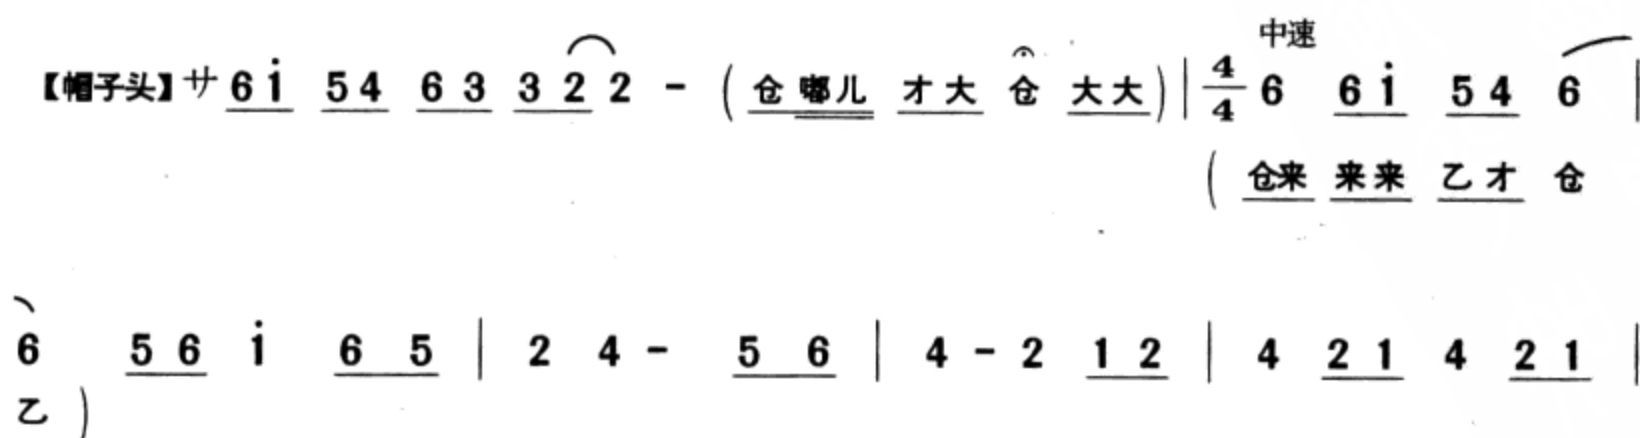 中速
【帽子头】サ 6 i 5 4 6 3 3 2 2 - ( 仓 嘟儿 才 大 仓 大 大 ) | 4/4 6 6 i 5 4 6 |
( 仓来 来来 乙才 仓
6 5 6 i 6 5 | 2 4 - 5 6 | 4 - 2 1 2 | 4 2 1 4 2 1 |
乙 )